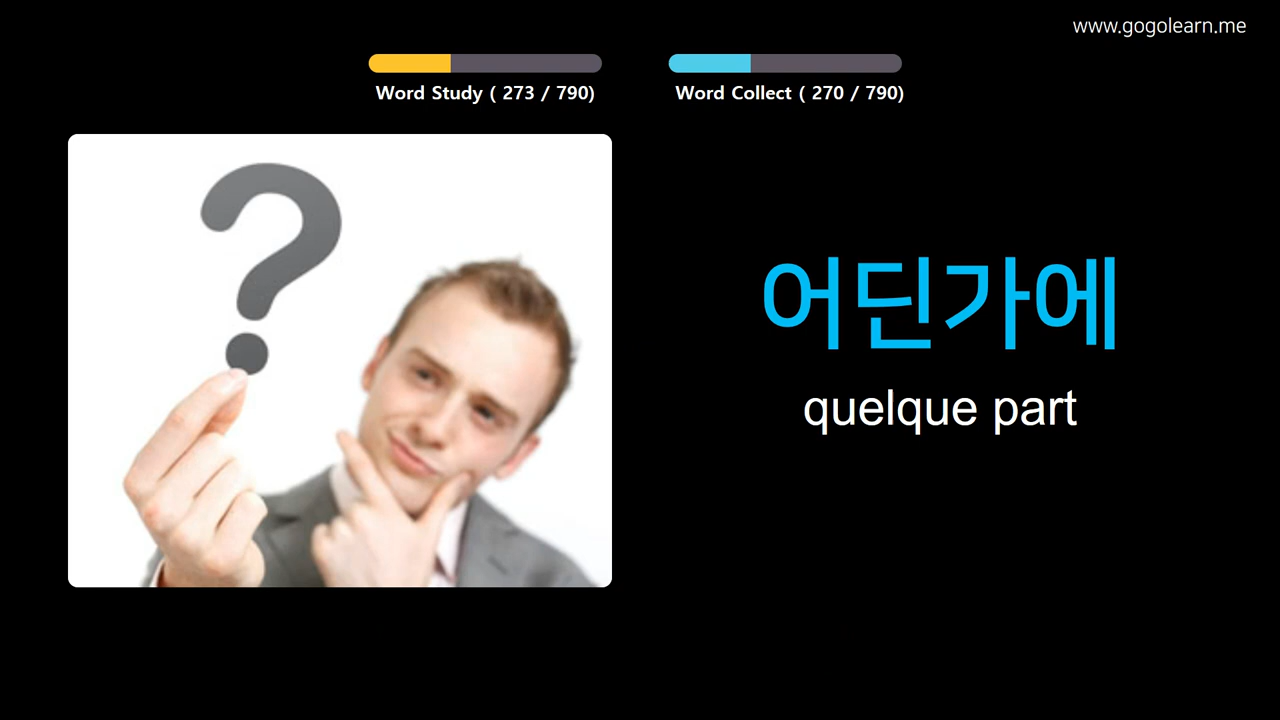 www.gogolearn.me
Word Study ( 273 / 790)
Word Collect ( 270 / 790)
어딘가에
quelque part